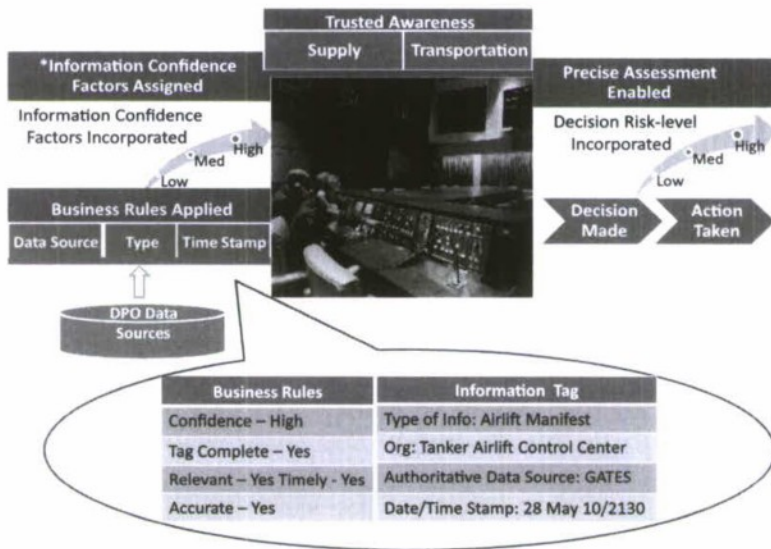 Trusted Awareness
Supply
Transportation
*Information Confidence
Factors Assigned
Information Confidence
Factors Incorporated
Low
Med
High
Business Rules Applied
Data Source
Type
Time Stamp
DPO Data
Sources
Precise Assessment
Enabled
Decision Risk-level
Incorporated
Low
Med
High
Decision
Made
Action
Taken
Business Rules
Information Tag
Confidence – High
Type of Info: Airlift Manifest
Tag Complete – Yes
Org: Tanker Airlift Control Center
Relevant – Yes Timely - Yes
Authoritative Data Source: GATES
Accurate – Yes
Date/Time Stamp: 28 May 10/2130